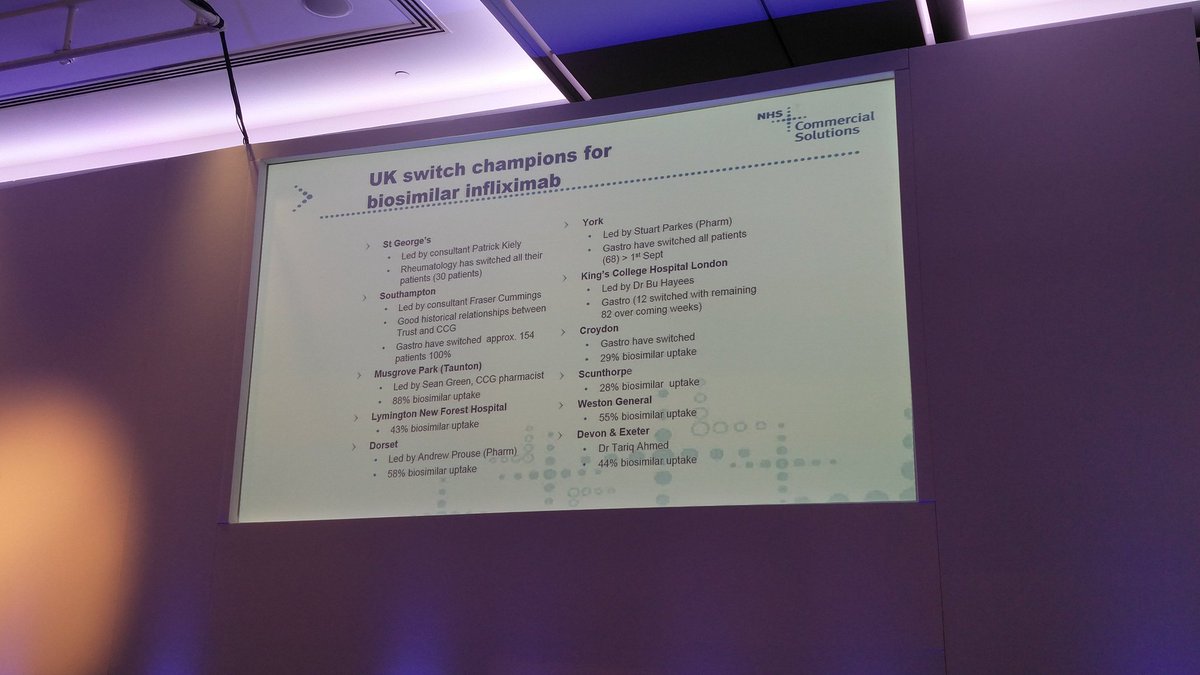 NHS
Commercial
Solutions
UK switch champions for
biosimilar infliximab
St George's
Led by consultant Patrick Kiely
Rheumatology has switched all their
patients (30 patients)
Southampton
Led by consultant Fraser Cummings
Good historical relationships between
Trust and CCG
Gastro have switched approx. 154
patients 100%
Musgrove Park (Taunton)
Led by Sean Green, CCG pharmacist
88% biosimilar uptake
Lymington New Forest Hospital
43% biosimilar uptake
Dorset
Led by Andrew Prouse (Pharm)
58% biosimilar uptake
York
Led by Stuart Parkes (Pharm)
Gastro have switched all patients
(68) > 1st Sept
King's College Hospital London
Led by Dr Bu Hayees
Gastro (12 switched with remaining
82 over coming weeks)
Croydon
Gastro have switched
29% biosimilar uptake
Scunthorpe
28% biosimilar uptake
Weston General
55% biosimilar uptake
Devon & Exeter
Dr Tariq Ahmed
44% biosimilar uptake